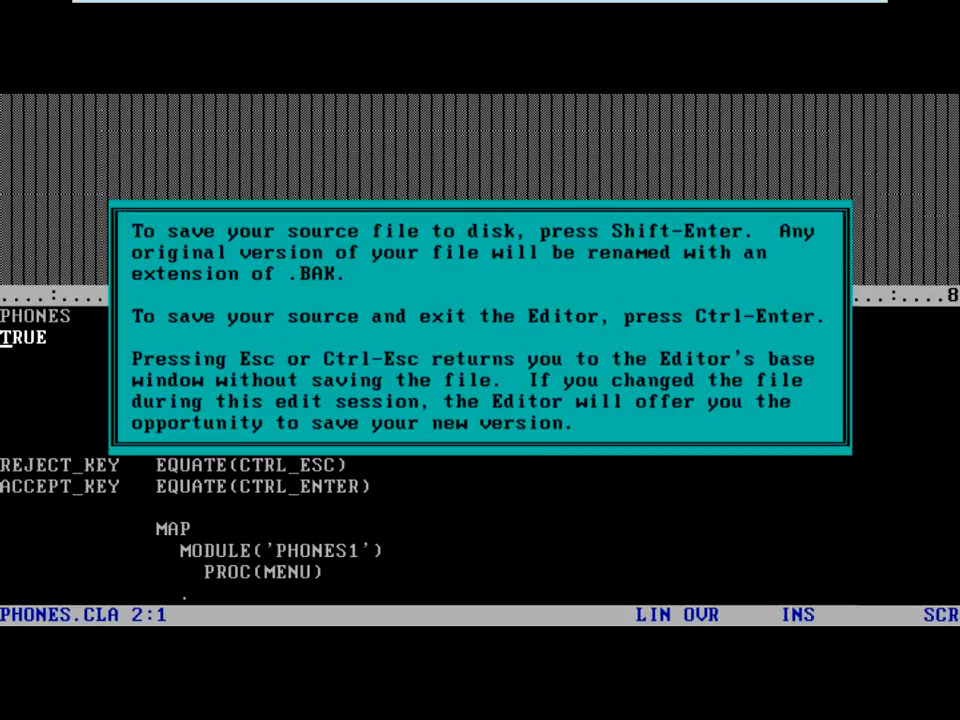 To save your source file to disk, press Shift-Enter.  Any
original version of your file will be renamed with an
extension of .BAK.
To save your source and exit the Editor, press Ctrl-Enter.
Pressing Esc or Ctrl-Esc returns you to the Editor's base
window without saving the file.  If you changed the file
during this edit session, the Editor will offer you the
opportunity to save your new version.
....:.... ...:....8
PHONES
TRUE
REJECT_KEY   EQUATE(CTRL_ESC)
ACCEPT_KEY   EQUATE(CTRL_ENTER)
MAP
MODULE('PHONES1')
PROC(MENU)
.
PHONES.CLA 2:1 LIN OVR INS SCR